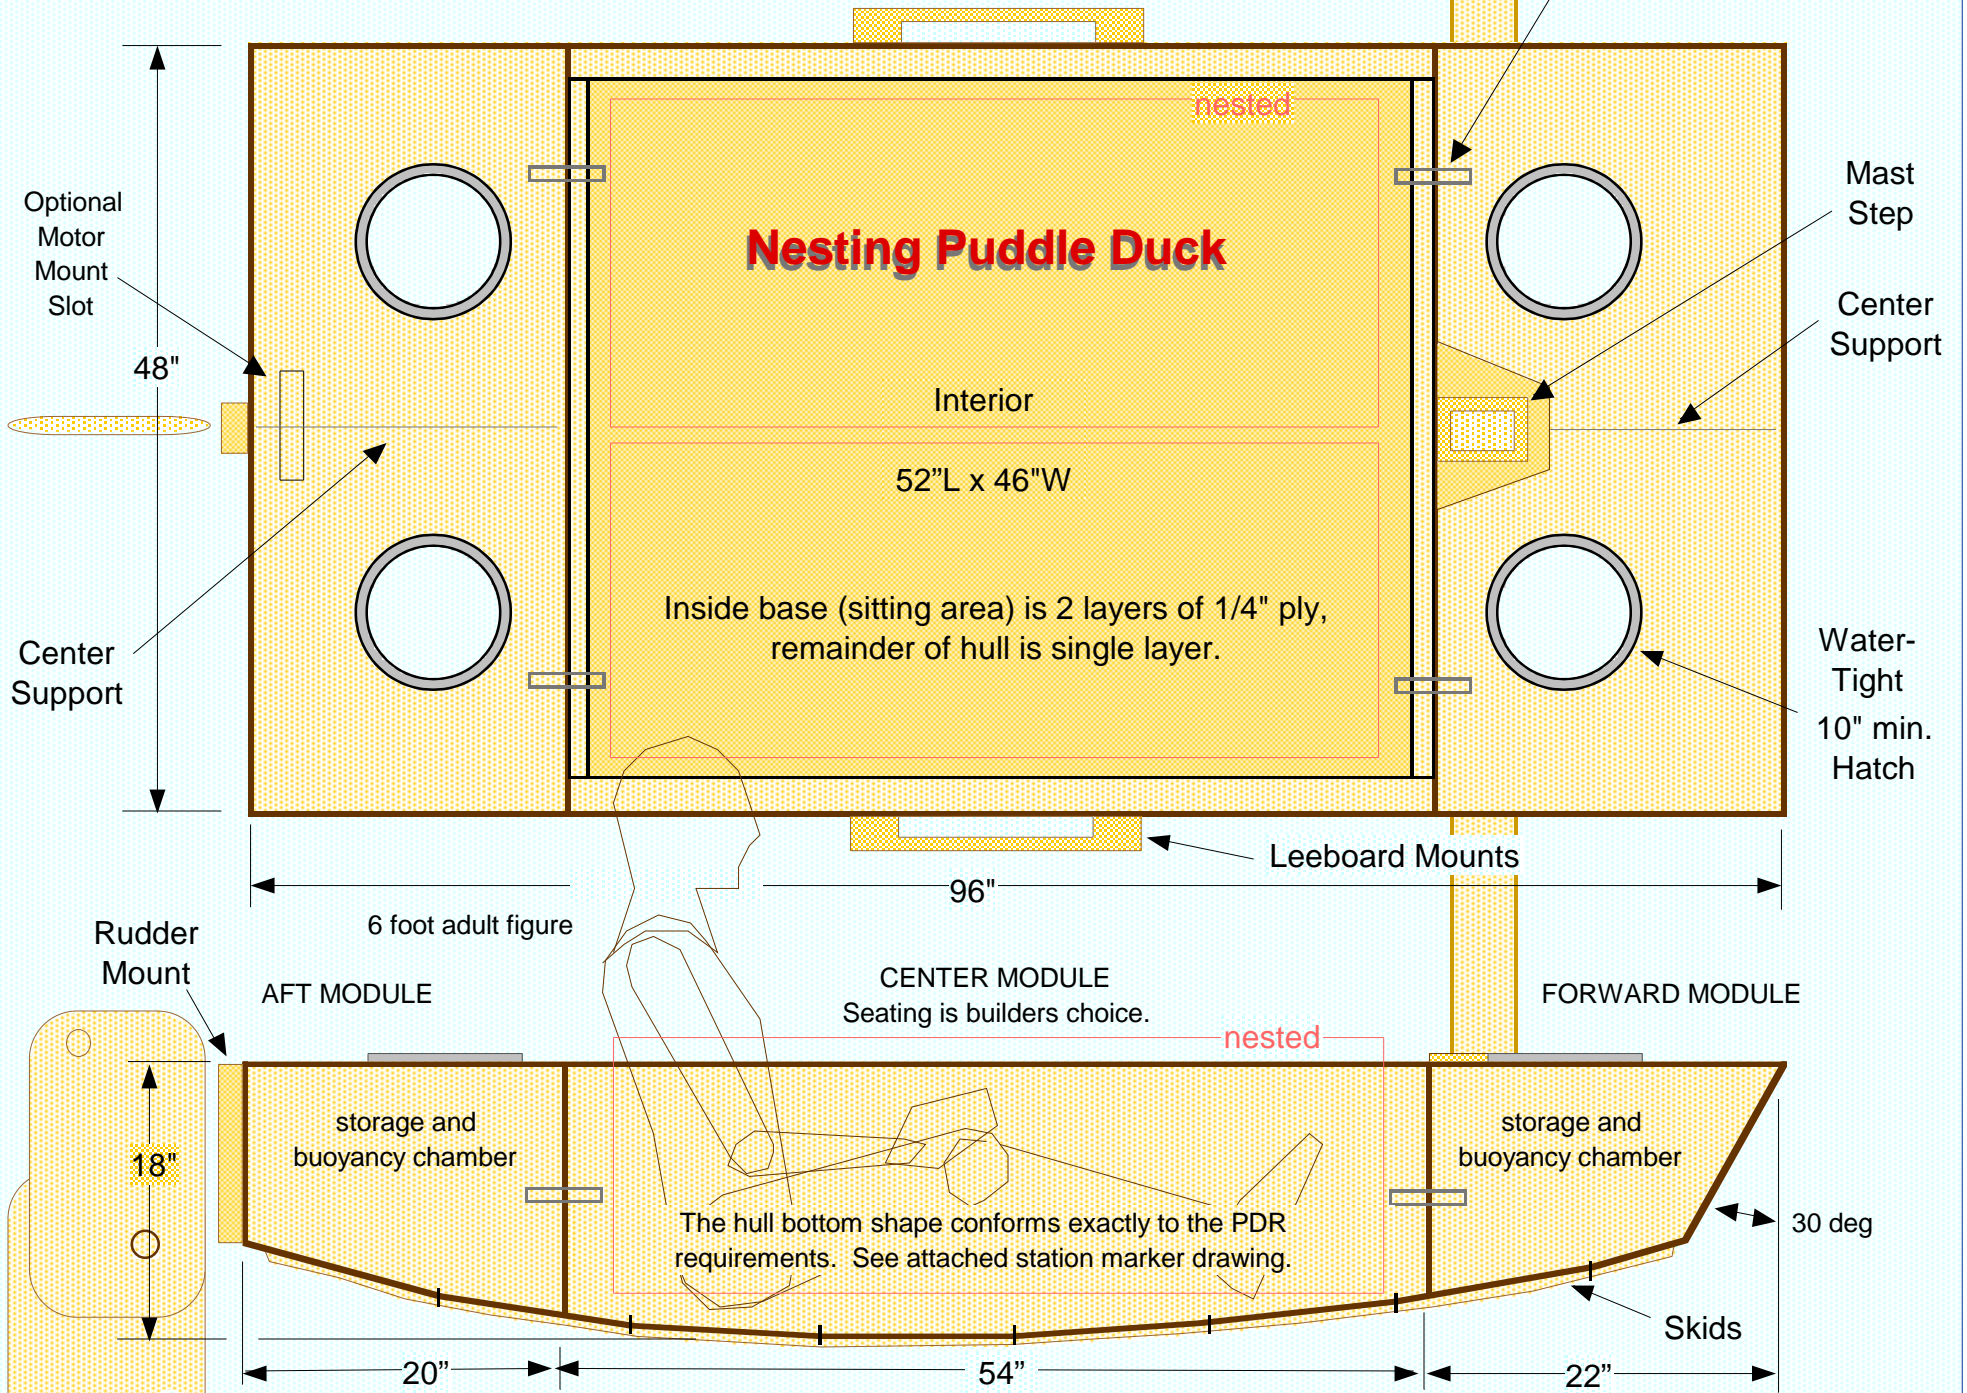 nested
Mast
Step
Optional
Motor
Mount
Slot
Nesting Puddle Duck
Center
Support
48"
Interior
52”L x 46"W
Inside base (sitting area) is 2 layers of 1/4" ply,
remainder of hull is single layer.
Center
Support
Water-
Tight
10" min.
Hatch
Leeboard Mounts
96"
6 foot adult figure
Rudder
Mount
AFT MODULE
CENTER MODULE
Seating is builders choice.
FORWARD MODULE
nested
storage and
buoyancy chamber
storage and
buoyancy chamber
18"
The hull bottom shape conforms exactly to the PDR
requirements.  See attached station marker drawing.
30 deg
Skids
20”
54”
22”